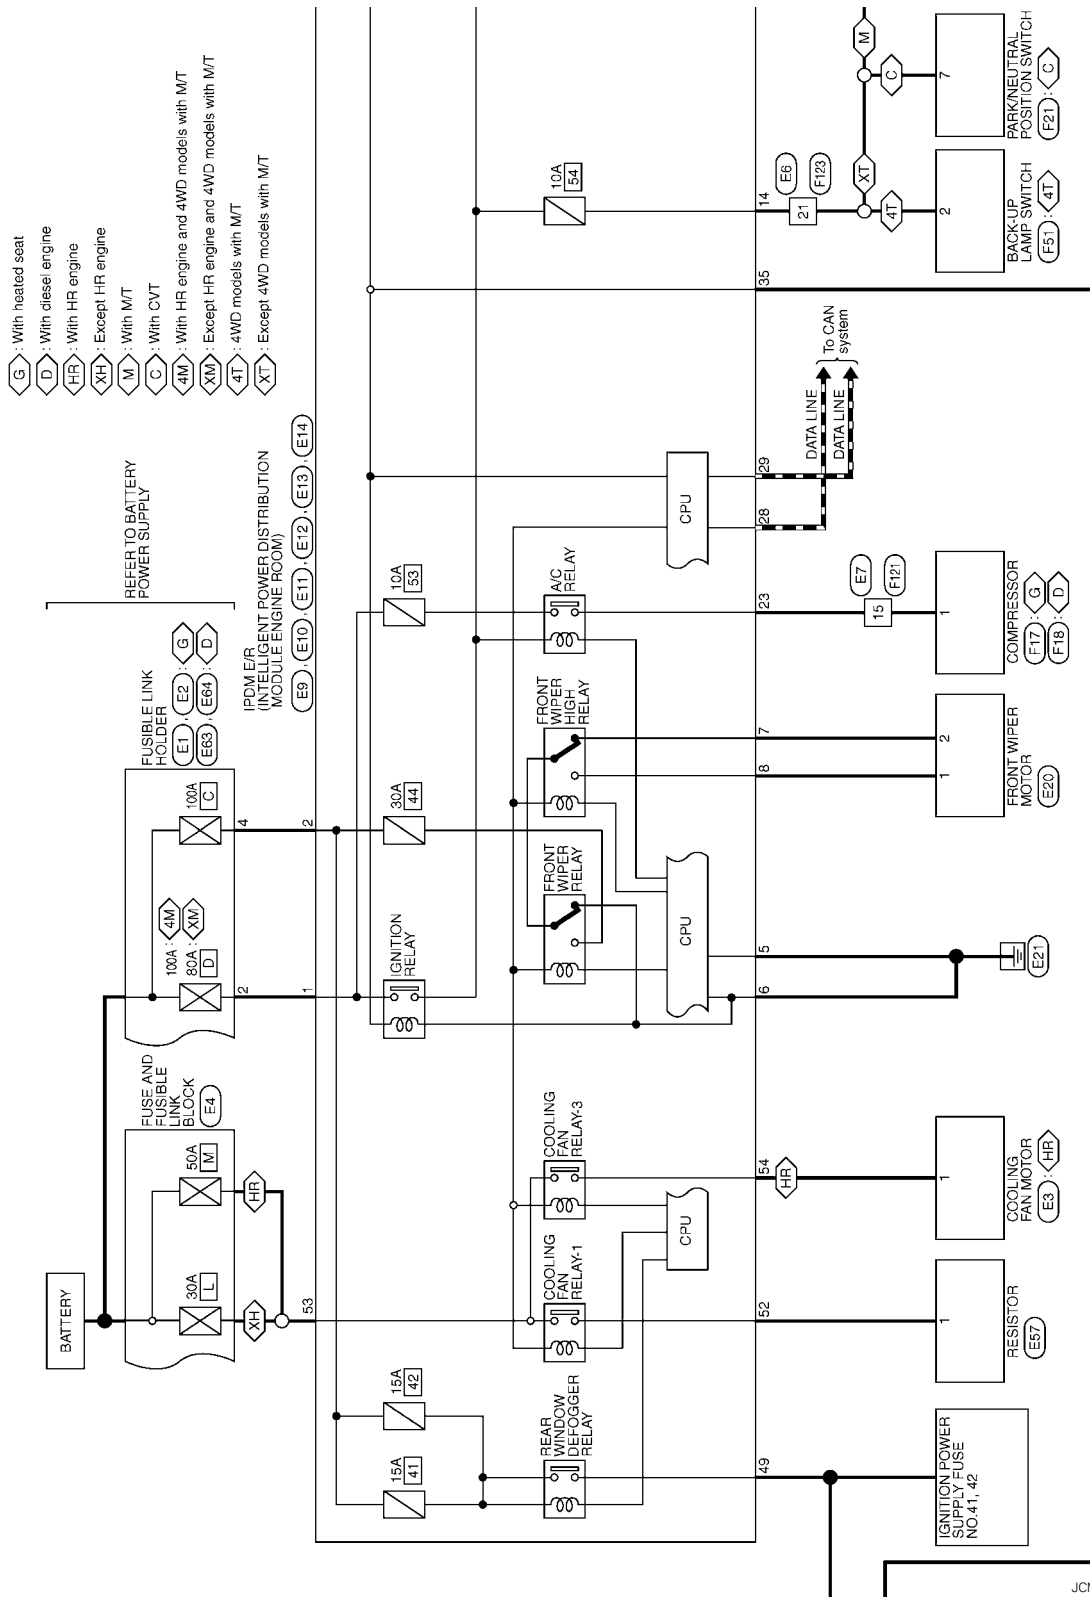 G : With heated seat
D : With diesel engine
HR : With HR engine
XH : Except HR engine
M : With M/T
C : With CVT
4M : With HR engine and 4WD models with M/T
XM : Except HR engine and 4WD models with M/T
4T : 4WD models with M/T
XT : Except 4WD models with M/T
REFER TO BATTERY
POWER SUPPLY
BATTERY
FUSE AND
FUSIBLE
LINK
BLOCK
E4
30A
L
50A
M
XH
HR
FUSIBLE LINK
HOLDER
E1 , E2 : G
E63 , E64 : D
100A : 4M
80A : XM
D
100A
C
2
4
53
1
2
IPDM E/R
(INTELLIGENT POWER DISTRIBUTION
MODULE ENGINE ROOM)
E9 , E10 , E11 , E12 , E13 , E14
15A
41
15A
42
IGNITION
RELAY
30A
44
10A
53
10A
54
REAR
WINDOW
DEFOGGER
RELAY
COOLING
FAN
RELAY-1
COOLING
FAN
RELAY-3
FRONT
WIPER
RELAY
FRONT
WIPER
HIGH
RELAY
A/C
RELAY
CPU
CPU
CPU
49
52
54
6
5
8
7
23
28
29
35
14
HR
DATA LINE
DATA LINE
To CAN
system
15
E7
F121
21
E6
F123
XT
M
4T
C
IGNITION POWER
SUPPLY FUSE
NO.41, 42
1
RESISTOR
E57
1
COOLING
FAN MOTOR
E3 : HR
E21
1
2
FRONT WIPER
MOTOR
E20
1
COMPRESSOR
F17 : G
F18 : D
2
BACK-UP
LAMP SWITCH
F51 : 4T
7
PARK/NEUTRAL
POSITION SWITCH
F21 : C